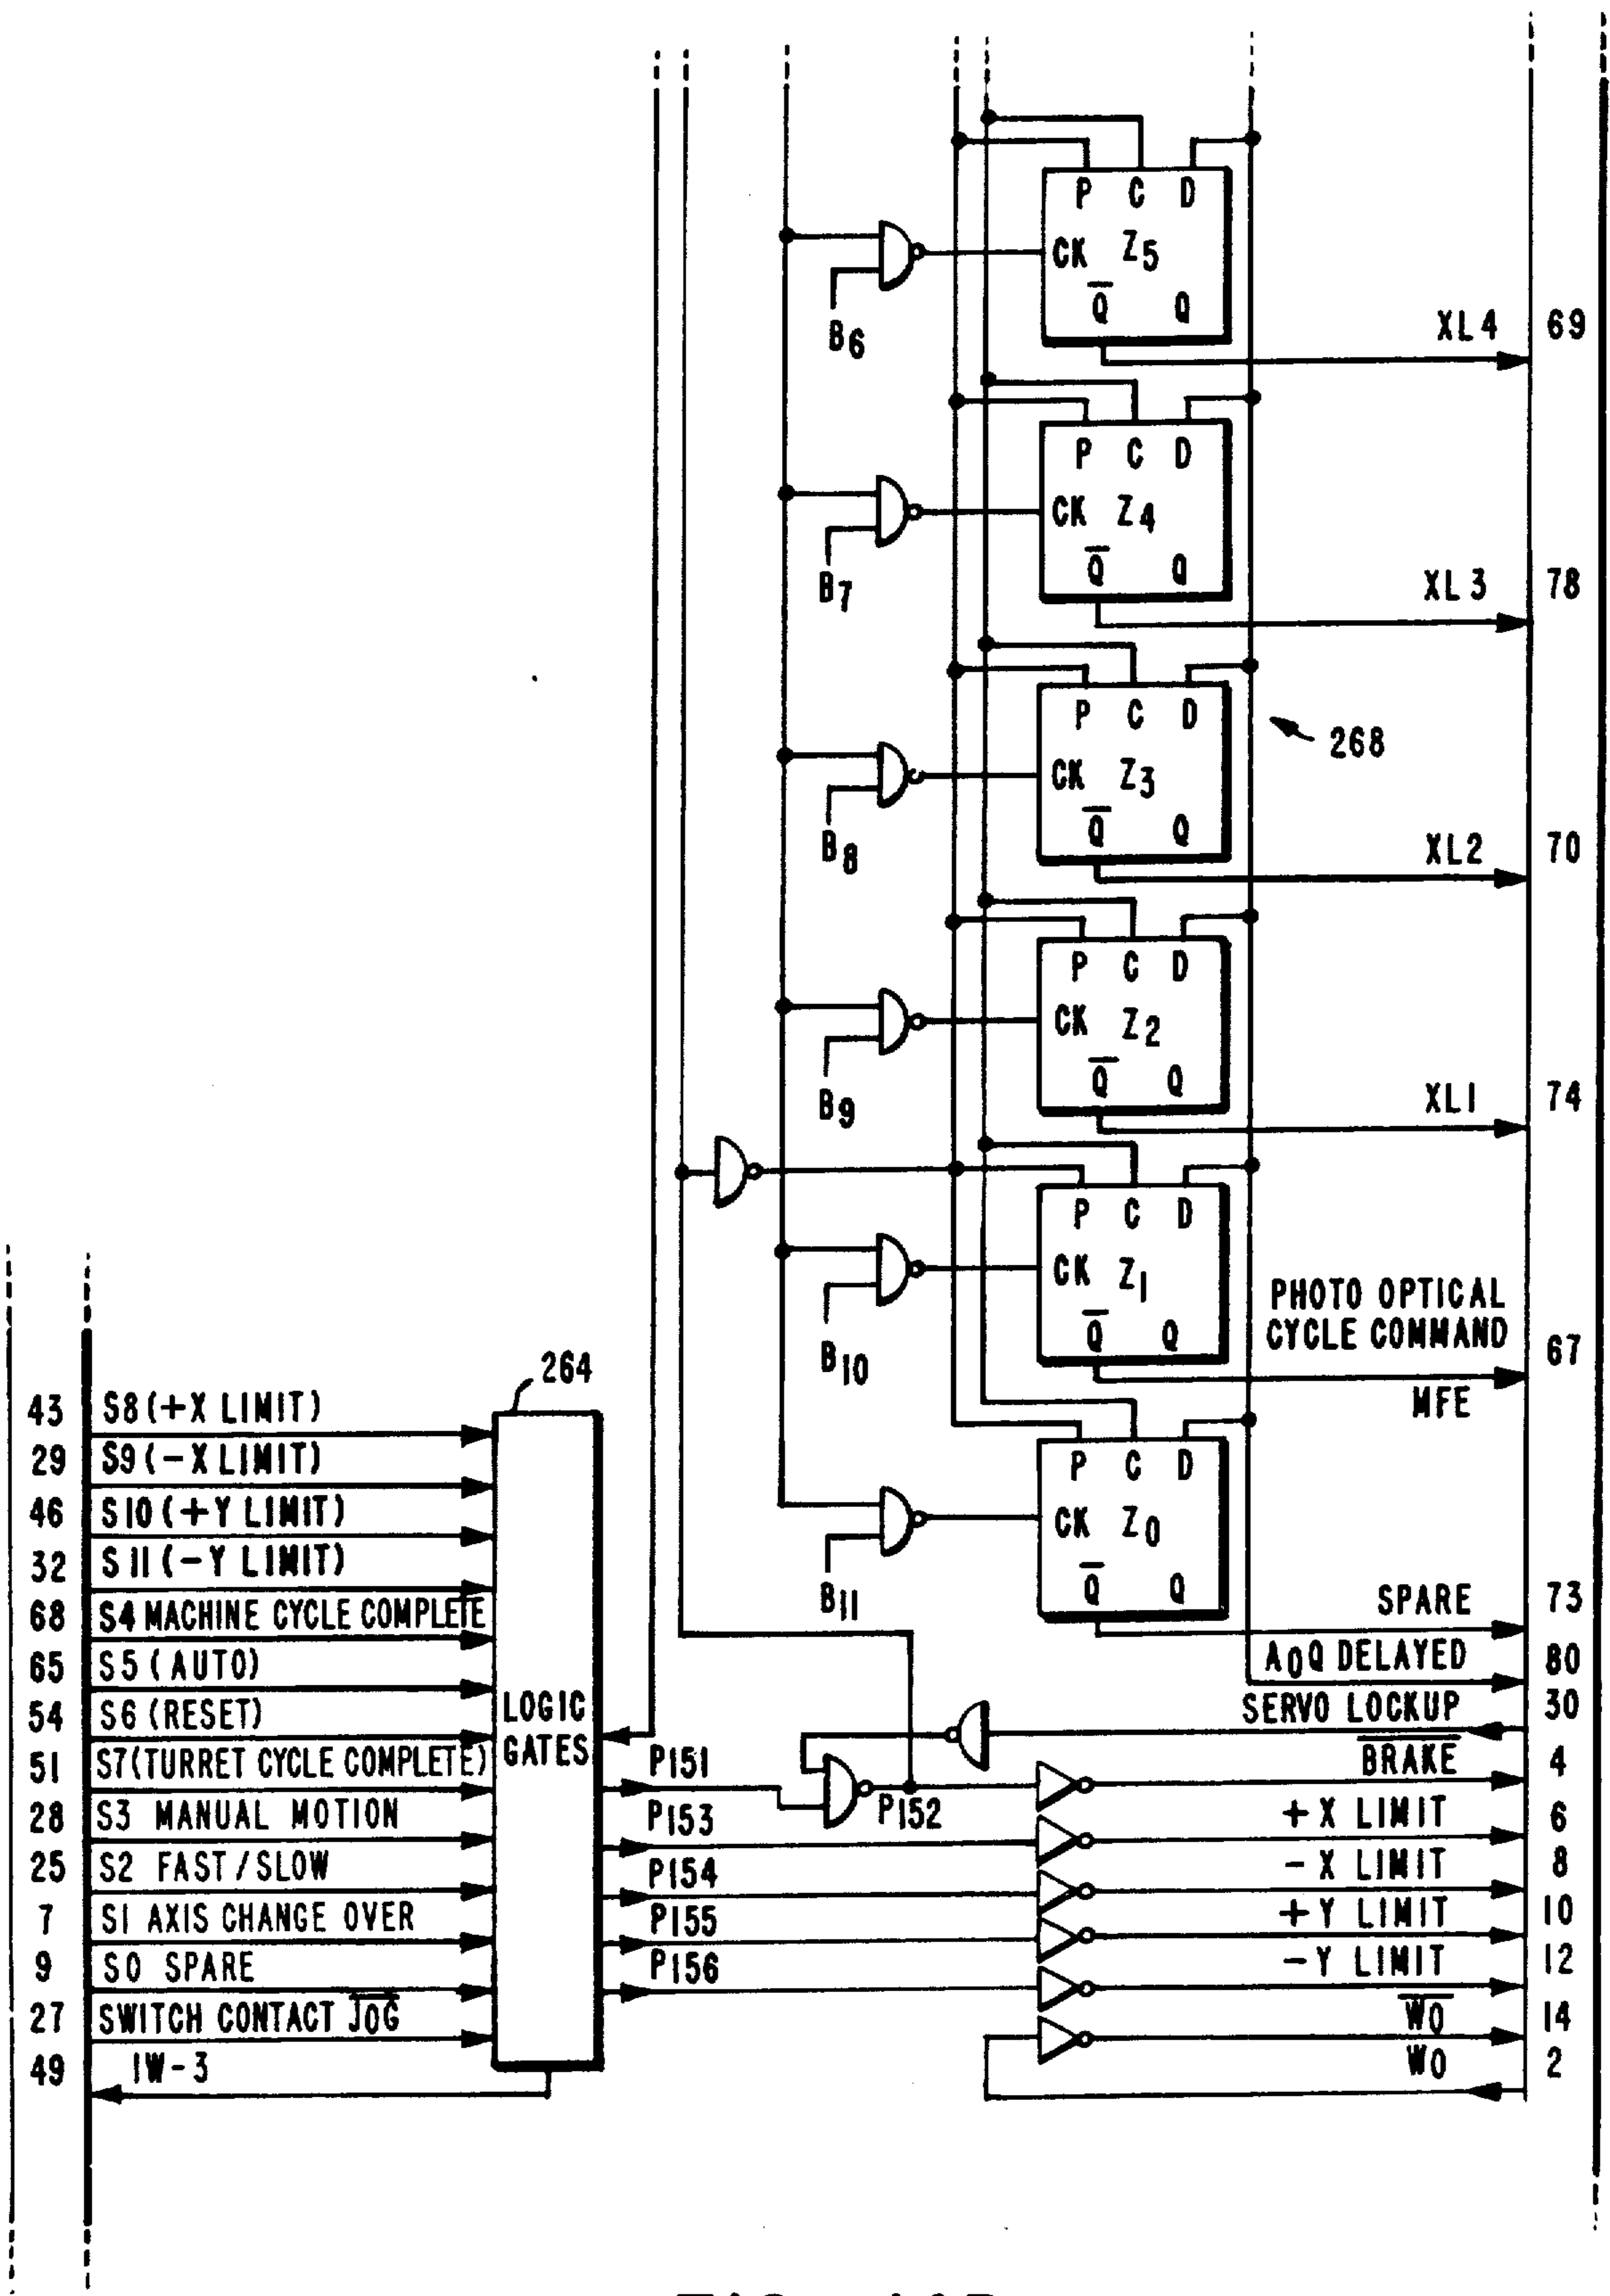 P C D
CK Z5
Q̅ Q
B6
XL4 69
P C D
CK Z4
Q̅ Q
B7
XL3 78
P C D
CK Z3
Q̅ Q
268
B8
XL2 70
P C D
CK Z2
Q̅ Q
B9
XL1 74
P C D
CK Z1
Q̅ Q
B10
PHOTO OPTICAL
CYCLE COMMAND
67
MFE
P C D
CK Z0
Q̅ Q
B11
SPARE 73
A0Q DELAYED 80
SERVO LOCKUP 30
B̅R̅A̅K̅E̅ 4
+X LIMIT 6
-X LIMIT 8
+Y LIMIT 10
-Y LIMIT 12
W̅0̅ 14
W0 2
264
43 S8 (+X LIMIT)
29 S9 (-X LIMIT)
46 S10 (+Y LIMIT)
32 S11 (-Y LIMIT)
68 S4 MACHINE CYCLE COMPLETE
65 S5 (AUTO)
54 S6 (RESET)
51 S7 (TURRET CYCLE COMPLETE)
28 S3 MANUAL MOTION
25 S2 FAST/SLOW
7 S1 AXIS CHANGE OVER
9 S0 SPARE
27 SWITCH CONTACT J̅O̅G̅
49 1W-3
LOGIC
GATES
P151
P152
P153
P154
P155
P156